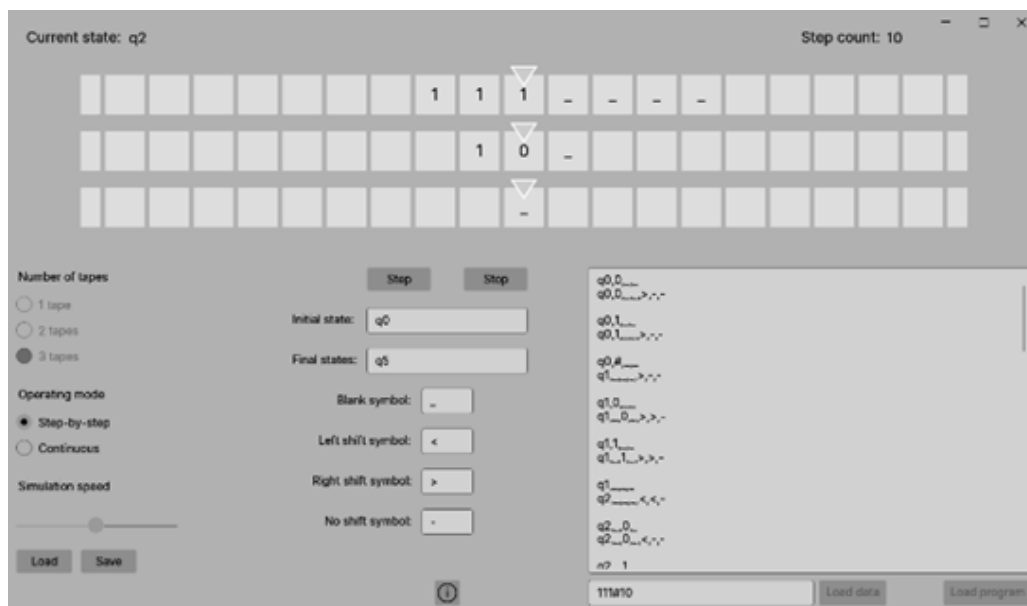 Current state: q2
Step count: 10
1 1 1 _ _ _ _
1 0 _
_
Number of tapes
1 tape
2 tapes
3 tapes
Operating mode
Step-by-step
Continuous
Simulation speed
Load Save
Step Stop
Initial state: q0
Final states: q5
Blank symbol: _
Left shift symbol: <
Right shift symbol: >
No shift symbol: -
q0,0,_,_
q0,0,_,_,>,-,-
q0,1,_,_
q0,1,_,_,>,-,-
q0,#,_,_
q1,_,_,_,>,-,-
q1,0,_,_
q1,_,0,_,>,>,-
q1,1,_,_
q1,_,1,_,>,>,-
q1,_,_,_
q2,_,_,_,<,<,-
q2,_,0,_
q2,_,0,_,<,-,-
111#10 Load data Load program